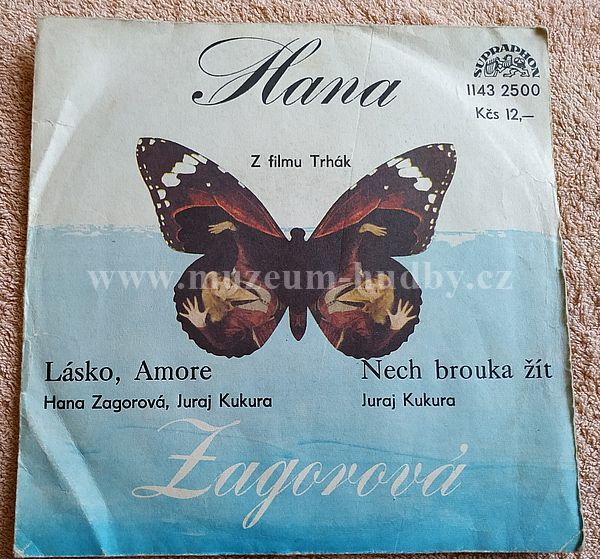 Hana
SUPRAPHON
1143 2500
Kčs 12,—
Z filmu Trhák
www.muzeum-hudby.cz
Lásko, Amore
Hana Zagorová, Juraj Kukura
Nech brouka žít
Juraj Kukura
Zagorová